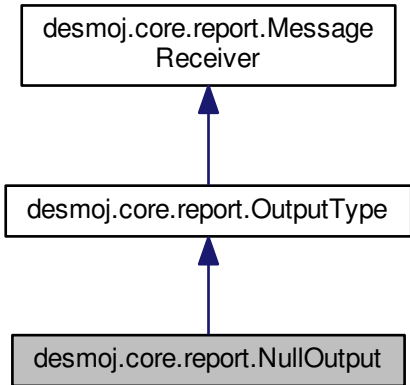 desmoj.core.report.Message
Receiver
desmoj.core.report.OutputType
desmoj.core.report.NullOutput